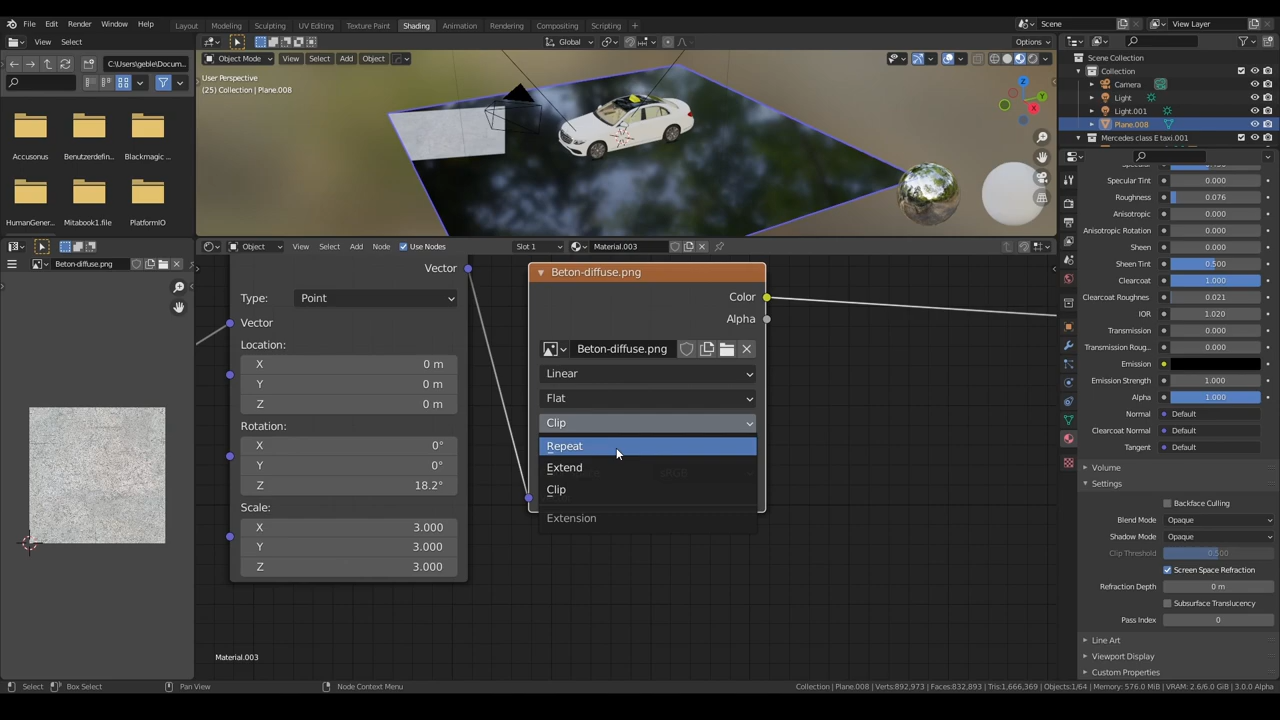 File Edit Render Window Help Layout Modeling Sculpting UV Editing Texture Paint Shading Animation Rendering Compositing Scripting + Scene View Layer
View Select
C:\Users\geble\Docum...
Accusonus Benutzerdefin... Blackmagic ...
HumanGener... Mitabook1.file PlatformIO
Object Mode View Select Add Object Global Options
User Perspective
(25) Collection | Plane.008
Z
Y
X
Scene Collection
Collection
Camera
Light
Light.001
Plane.008
Mercedes class E taxi.001
Beton-diffuse.png
Object View Select Add Node Use Nodes Slot 1 Material.003
Vector
Type: Point
Vector
Location:
X 0 m
Y 0 m
Z 0 m
Rotation:
X 0°
Y 0°
Z 18.2°
Scale:
X 3.000
Y 3.000
Z 3.000
Beton-diffuse.png
Color
Alpha
Beton-diffuse.png
Linear
Flat
Clip
Repeat
Extend
sRGB
Clip
Extension
Material.003
Specular Tint 0.000
Roughness 0.076
Anisotropic 0.000
Anisotropic Rotation 0.000
Sheen 0.000
Sheen Tint 0.500
Clearcoat 1.000
Clearcoat Roughnes 0.021
IOR 1.020
Transmission 0.000
Transmission Roug... 0.000
Emission
Emission Strength 1.000
Alpha 1.000
Normal Default
Clearcoat Normal Default
Tangent Default
Volume
Settings
Backface Culling
Blend Mode Opaque
Shadow Mode Opaque
Clip Threshold 0.500
Screen Space Refraction
Refraction Depth 0 m
Subsurface Translucency
Pass Index 0
Line Art
Viewport Display
Custom Properties
Select Box Select Pan View Node Context Menu Collection | Plane.008 | Verts:892,973 | Faces:832,893 | Tris:1,666,369 | Objects:1/64 | Memory: 576.0 MiB | VRAM: 2.6/6.0 GiB | 3.0.0 Alpha